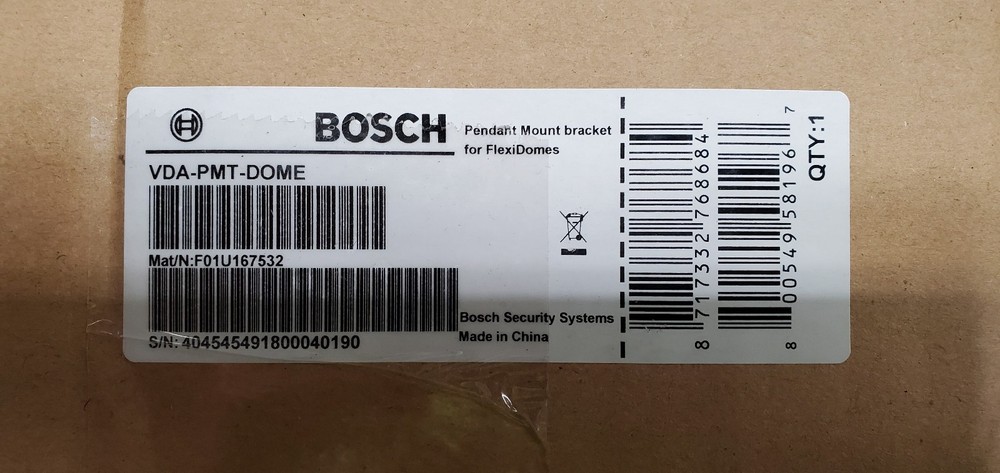 BOSCH
Pendant Mount bracket
for FlexiDomes
VDA-PMT-DOME
Mat/N:F01U167532
S/N: 404545491800040190
Bosch Security Systems
Made in China
8 717332 768684
8 00549 58196 7
QTY:1